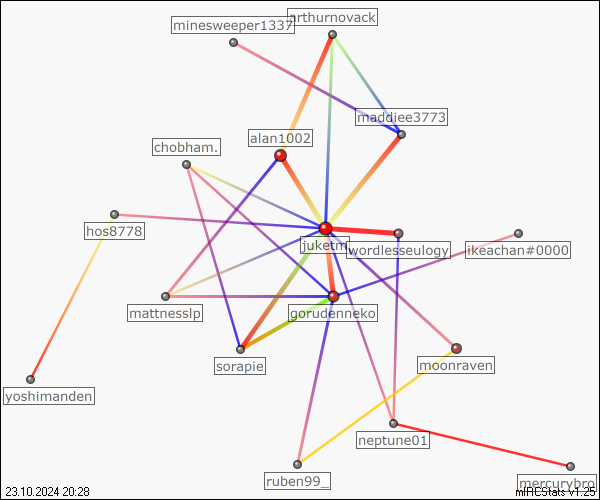 arthurnovack
minesweeper1337
maddiee3773
alan1002
chobham.
hos8778
juketm
wordlesseulogy
ikeachan#0000
mattnesslp
gorudenneko
sorapie
moonraven
yoshimanden
neptune01
ruben99_
mercurybro
23.10.2024 20:28
mIRCStats v1.25